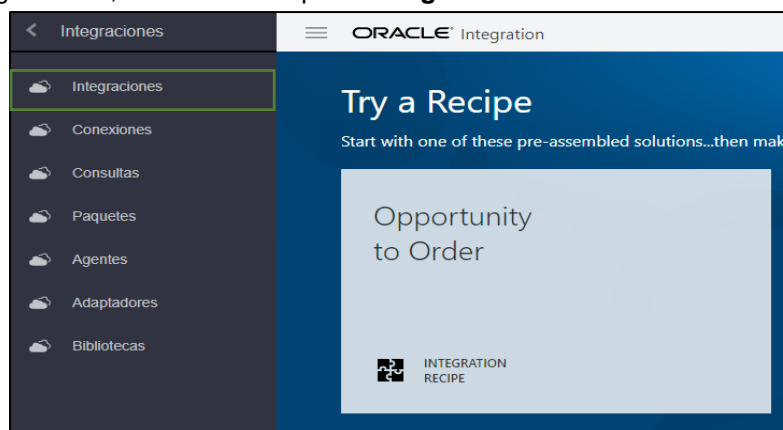 Integraciones
ORACLE Integration
Integraciones
Conexiones
Consultas
Paquetes
Agentes
Adaptadores
Bibliotecas
Try a Recipe
Start with one of these pre-assembled solutions...then mak
Opportunity
to Order
INTEGRATION
RECIPE